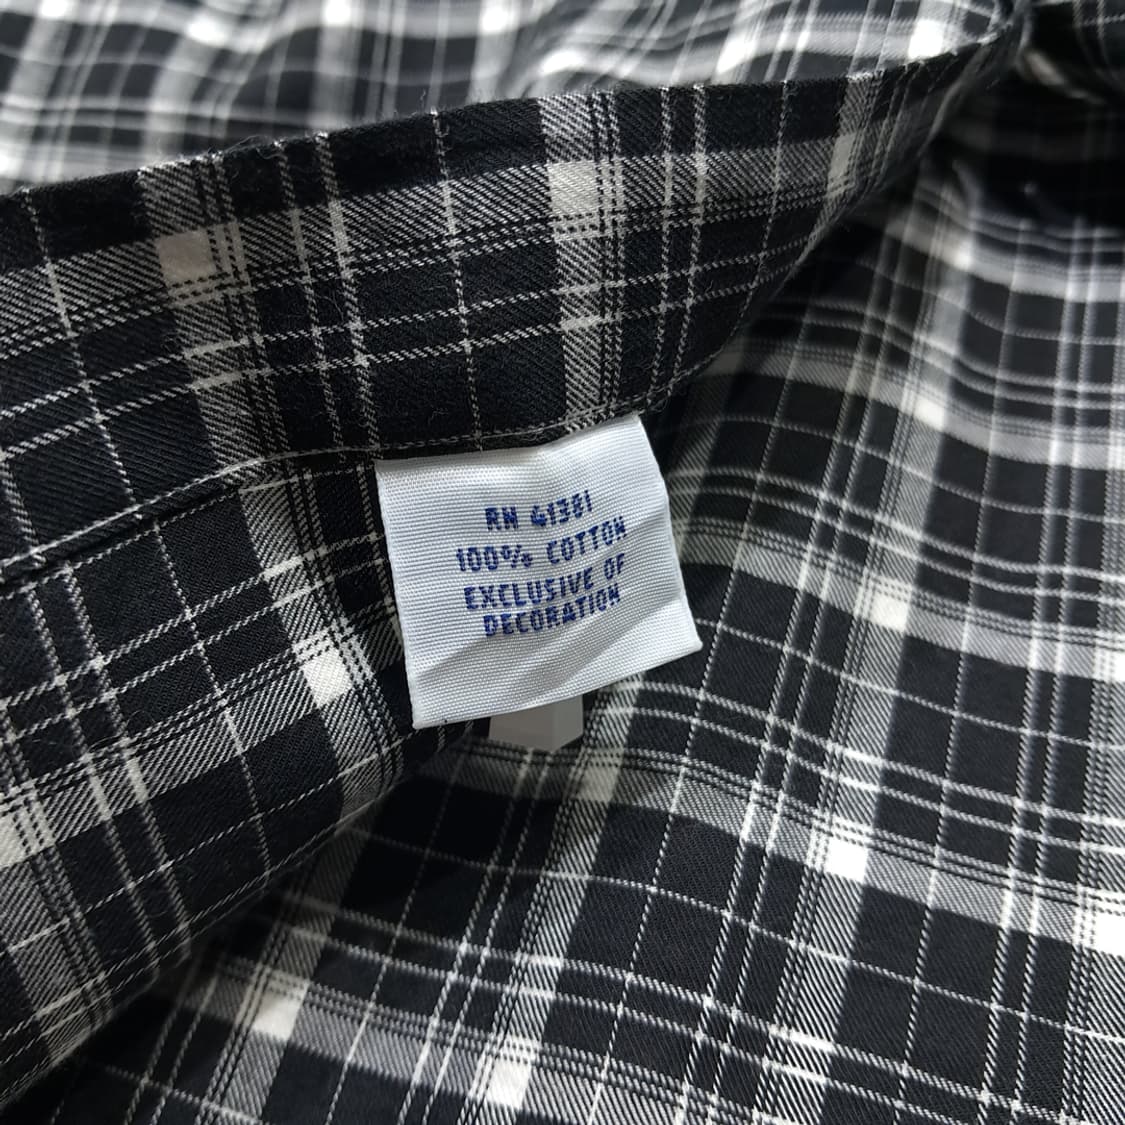 RN 41381
100% COTTON
EXCLUSIVE OF
DECORATION